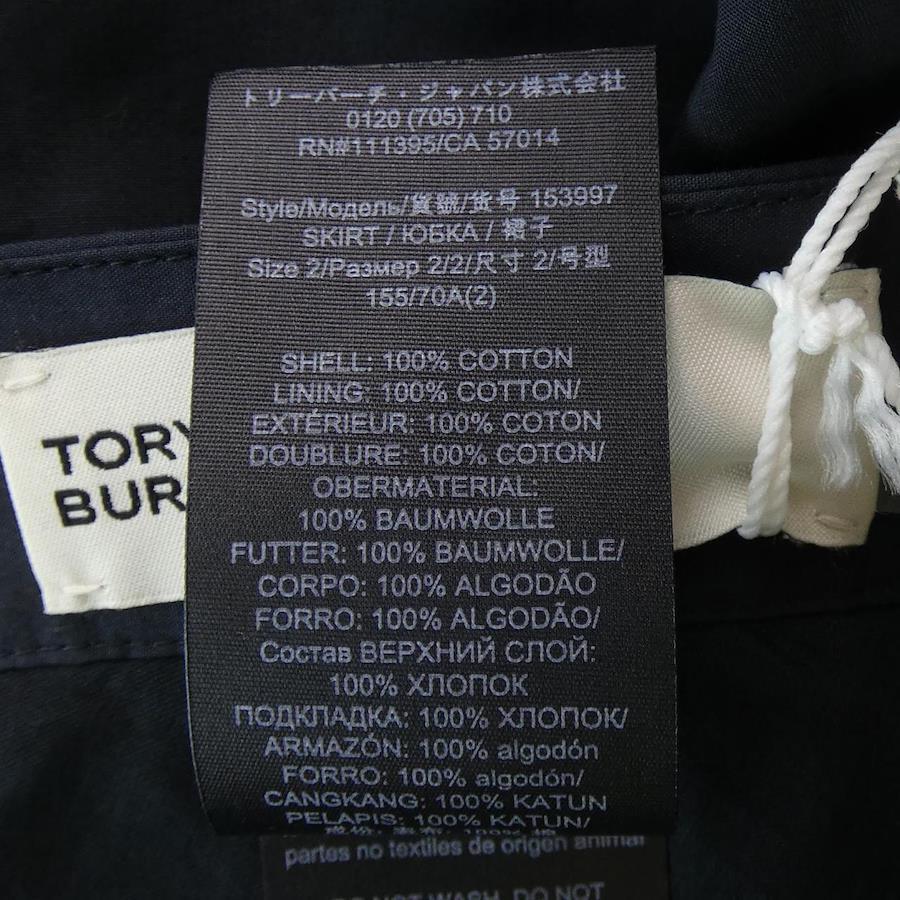 トリーバーチ・ジャパン株式会社
0120 (705) 710
RN#111395/CA 57014
Style/Модель/貨號/货号 153997
SKIRT / ЮБКА / 裙子
Size 2/Размер 2/2/尺寸 2/号型
155/70A(2)
SHELL: 100% COTTON
LINING: 100% COTTON/
EXTÉRIEUR: 100% COTON
DOUBLURE: 100% COTON/
OBERMATERIAL:
100% BAUMWOLLE
FUTTER: 100% BAUMWOLLE/
CORPO: 100% ALGODÃO
FORRO: 100% ALGODÃO/
Состав ВЕРХНИЙ СЛОЙ:
100% ХЛОПОК
ПОДКЛАДКА: 100% ХЛОПОК/
ARMAZÓN: 100% algodón
FORRO: 100% algodón/
CANGKANG: 100% KATUN
PELAPIS: 100% KATUN/
partes no textiles de origen animal
NOT WASH, DO NOT
TORY
BUR